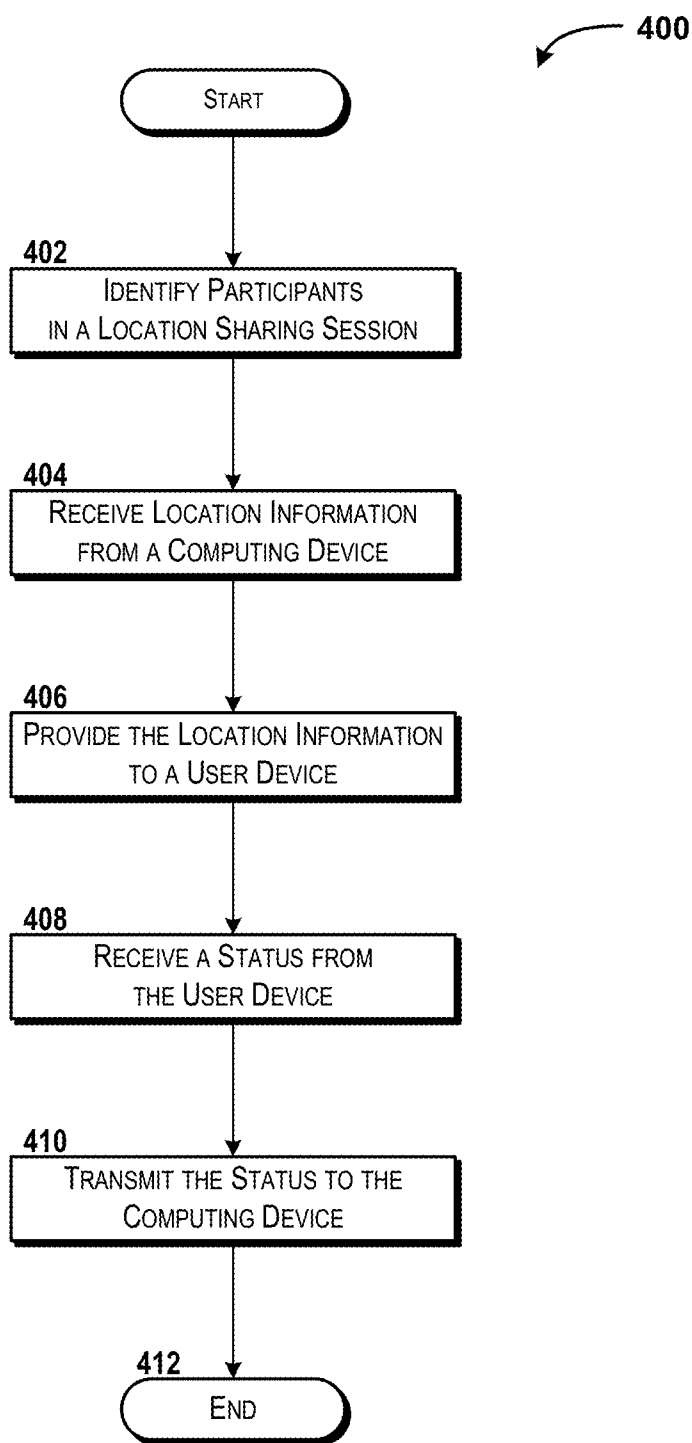 400
START
402
IDENTIFY PARTICIPANTS
IN A LOCATION SHARING SESSION
404
RECEIVE LOCATION INFORMATION
FROM A COMPUTING DEVICE
406
PROVIDE THE LOCATION INFORMATION
TO A USER DEVICE
408
RECEIVE A STATUS FROM
THE USER DEVICE
410
TRANSMIT THE STATUS TO THE
COMPUTING DEVICE
412
END